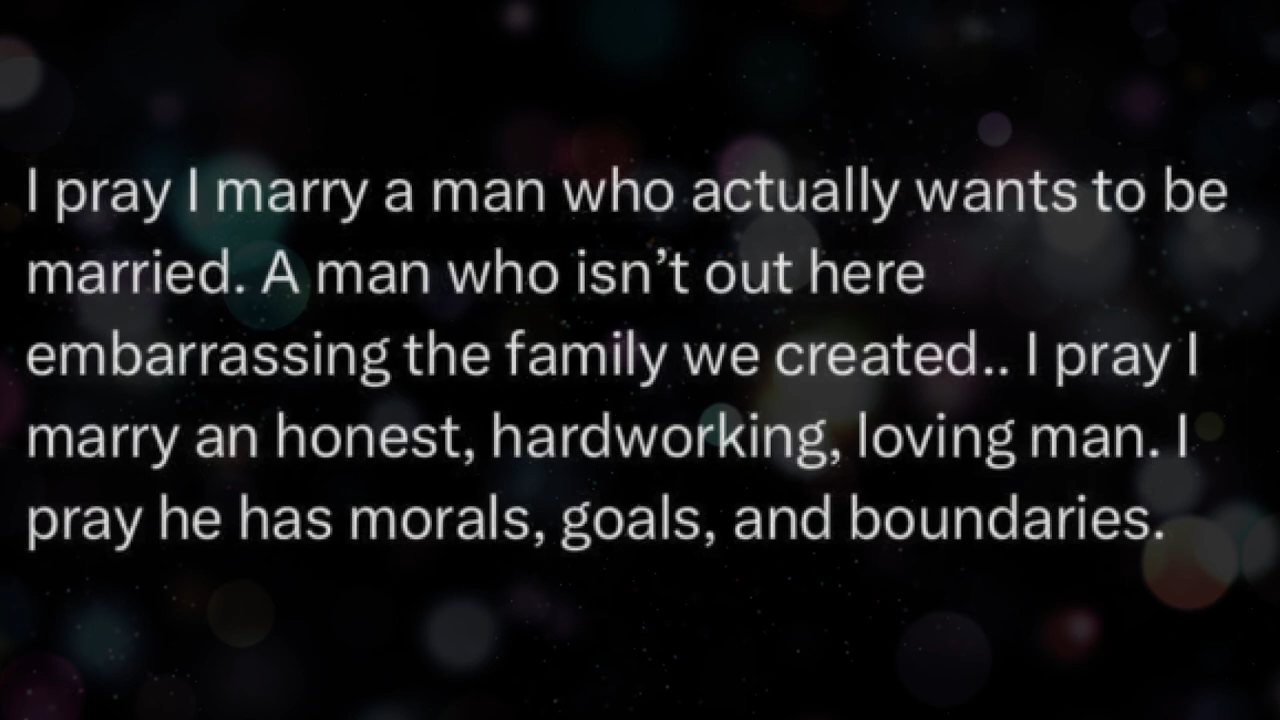 I pray I marry a man who actually wants to be
married. A man who isn’t out here
embarrassing the family we created.. I pray I
marry an honest, hardworking, loving man. I
pray he has morals, goals, and boundaries.